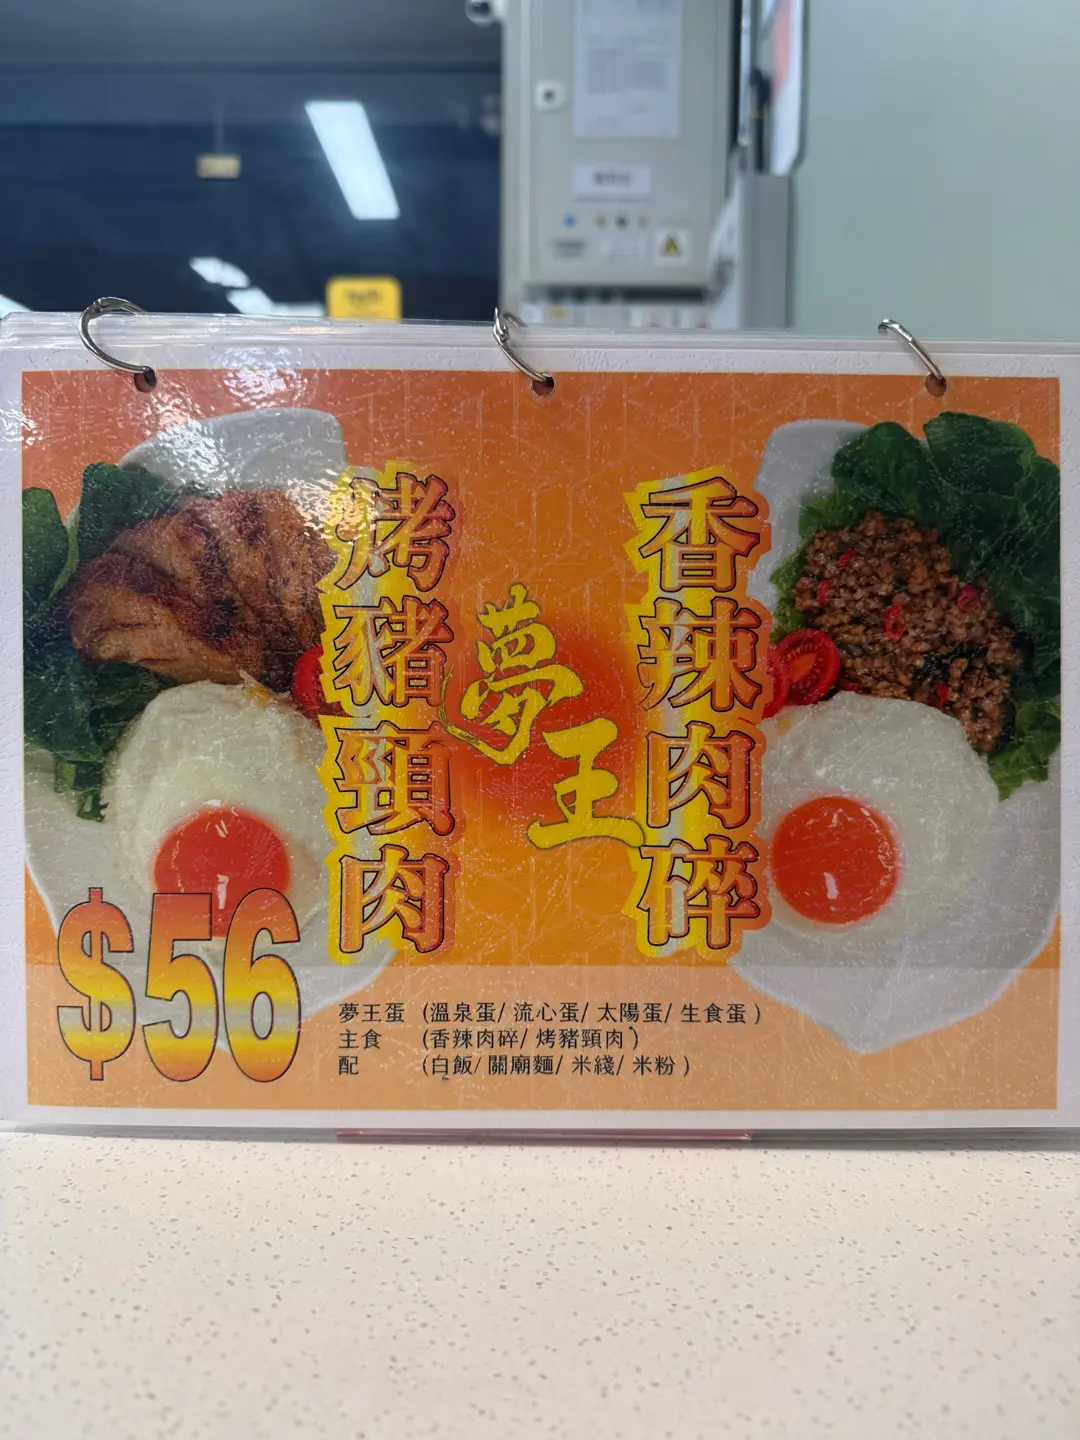 烤豬頸肉
夢王
香辣肉碎
$56
夢王蛋 (溫泉蛋/ 流心蛋/ 太陽蛋/ 生食蛋)
主食 (香辣肉碎/ 烤豬頸肉)
配 (白飯/ 關廟麵/ 米綫/ 米粉)